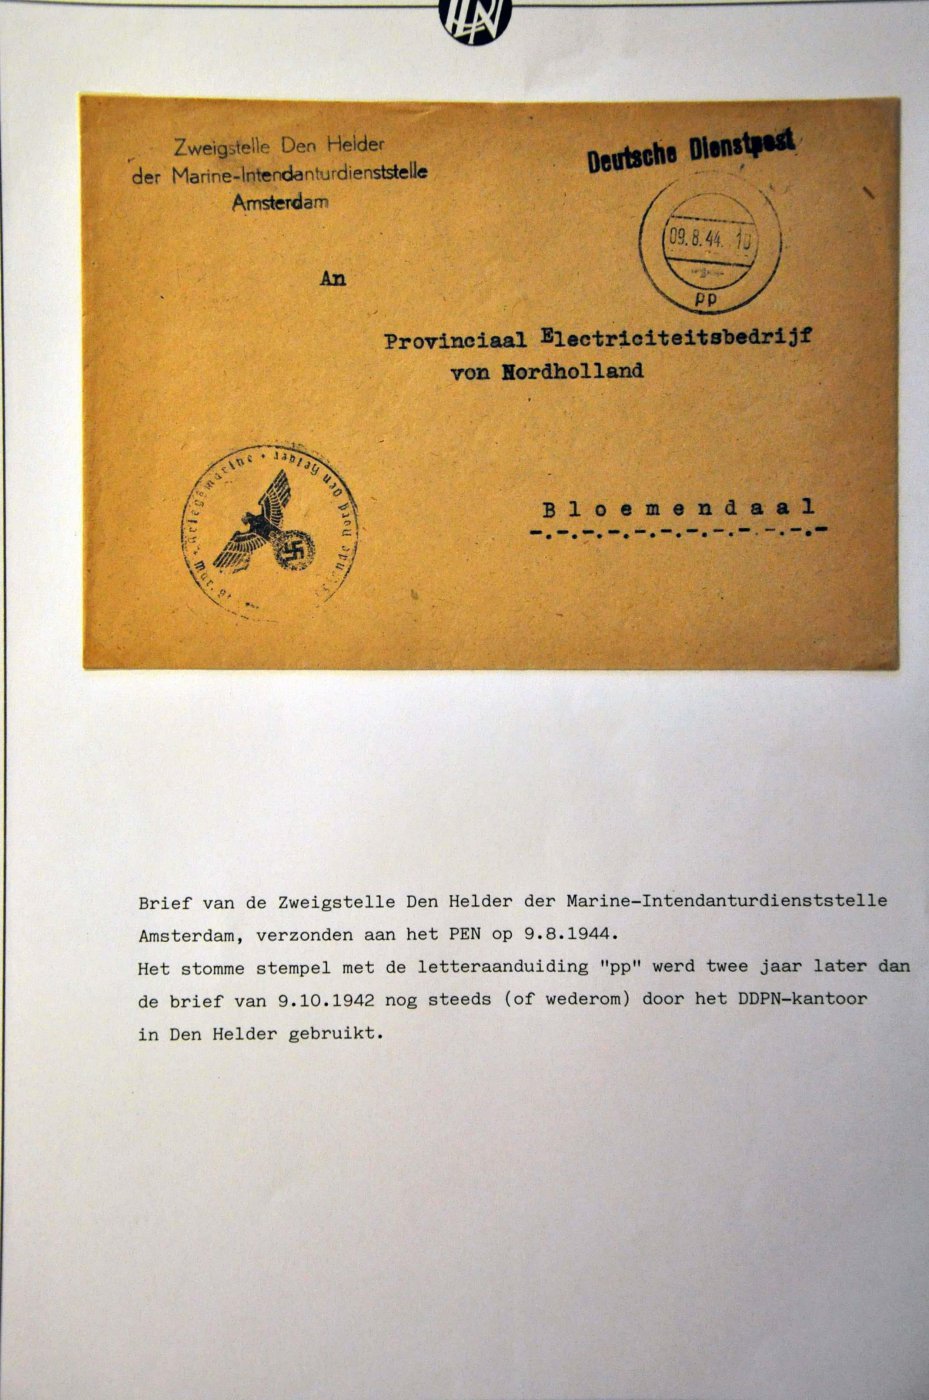 Zweigstelle Den Helder
der Marine-Intendanturdienststelle
Amsterdam
Deutsche Dienstpost
09.8.44. 10
pp
An
Provinciaal Electriciteitsbedrijf
von Nordholland
Bloemendaal
Kriegsmarine
Brief van de Zweigstelle Den Helder der Marine-Intendanturdienststelle
Amsterdam, verzonden aan het PEN op 9.8.1944.
Het stomme stempel met de letteraanduiding "pp" werd twee jaar later dan
de brief van 9.10.1942 nog steeds (of wederom) door het DDPN-kantoor
in Den Helder gebruikt.